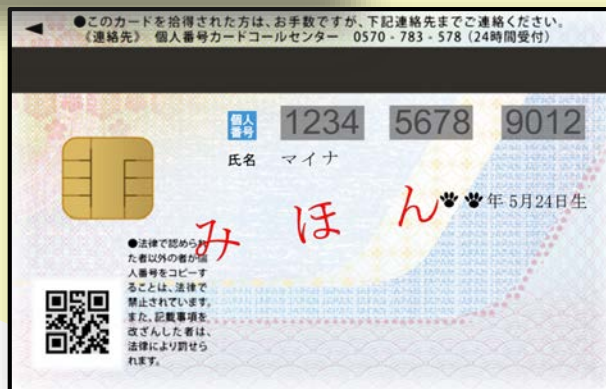 ●このカードを拾得された方は、お手数ですが、下記連絡先までご連絡ください。
《連絡先》 個人番号カードコールセンター 0570 - 783 - 578 (24時間受付)
個人
番号
1234 5678 9012
氏名 マイナ
年 5月24日生
みほん
●法律で認められ
た者以外の者が個
人番号をコピーす
ることは、法律で
禁止されています。
また、記載事項を
改ざんした者は、
法律により罰せら
れます。